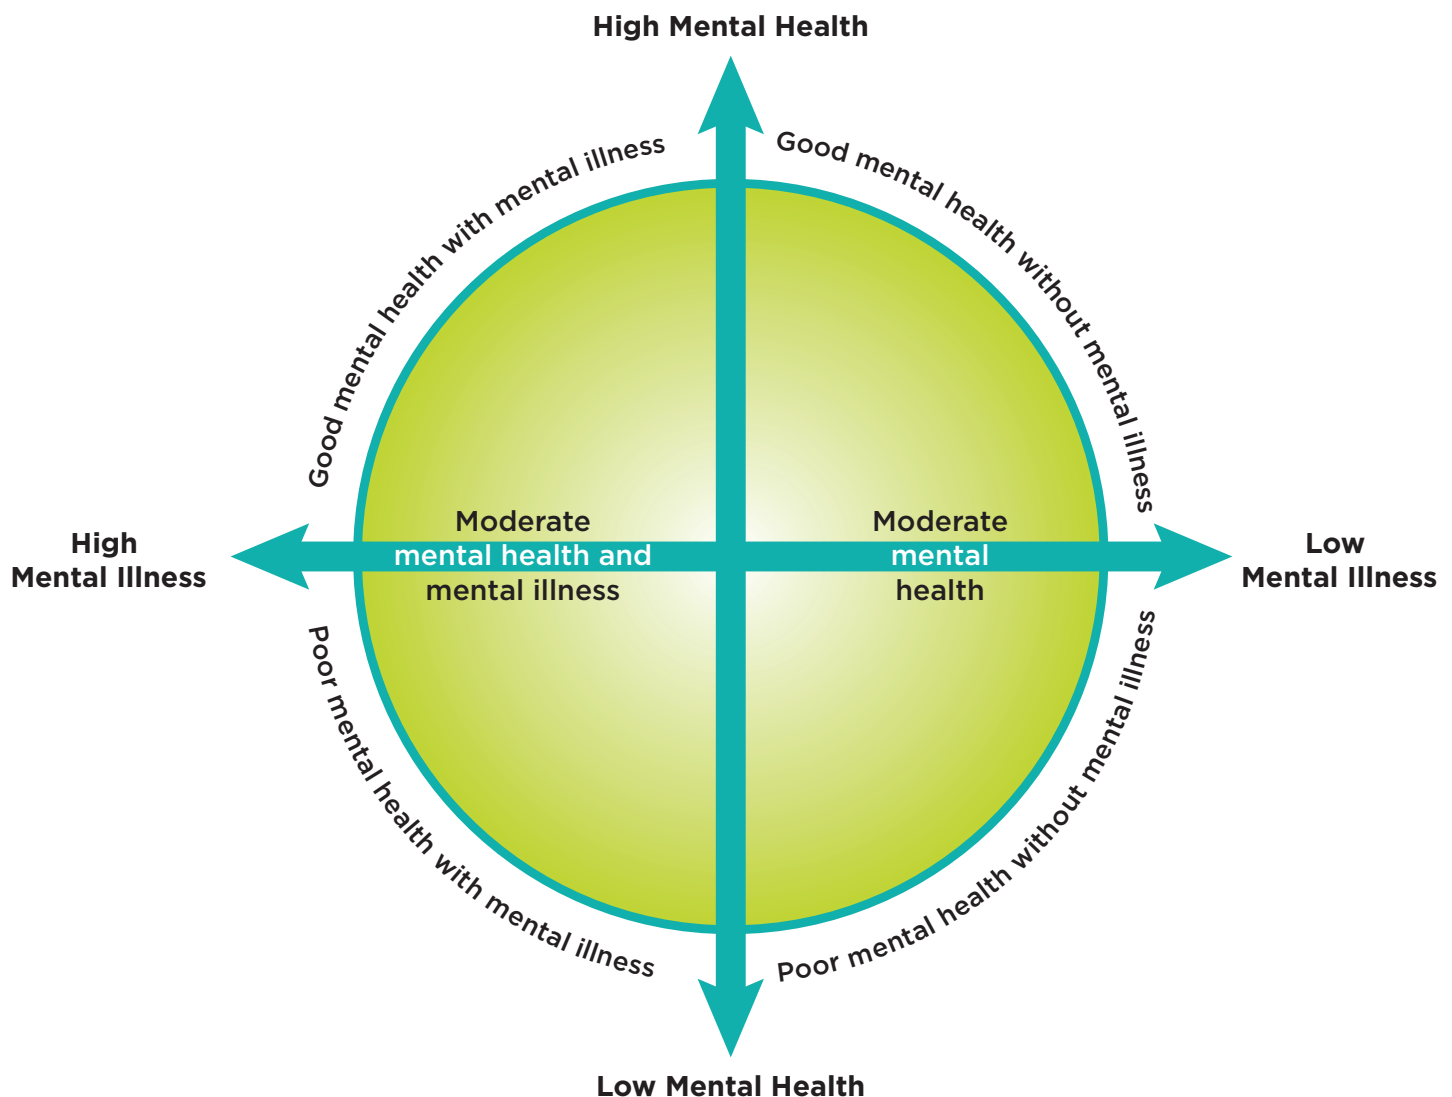 High Mental Health
Good mental health with mental illness
Good mental health without mental illness
High
Mental Illness
Moderate
mental health and
mental illness
Moderate
mental
health
Low
Mental Illness
Poor mental health with mental illness
Poor mental health without mental illness
Low Mental Health